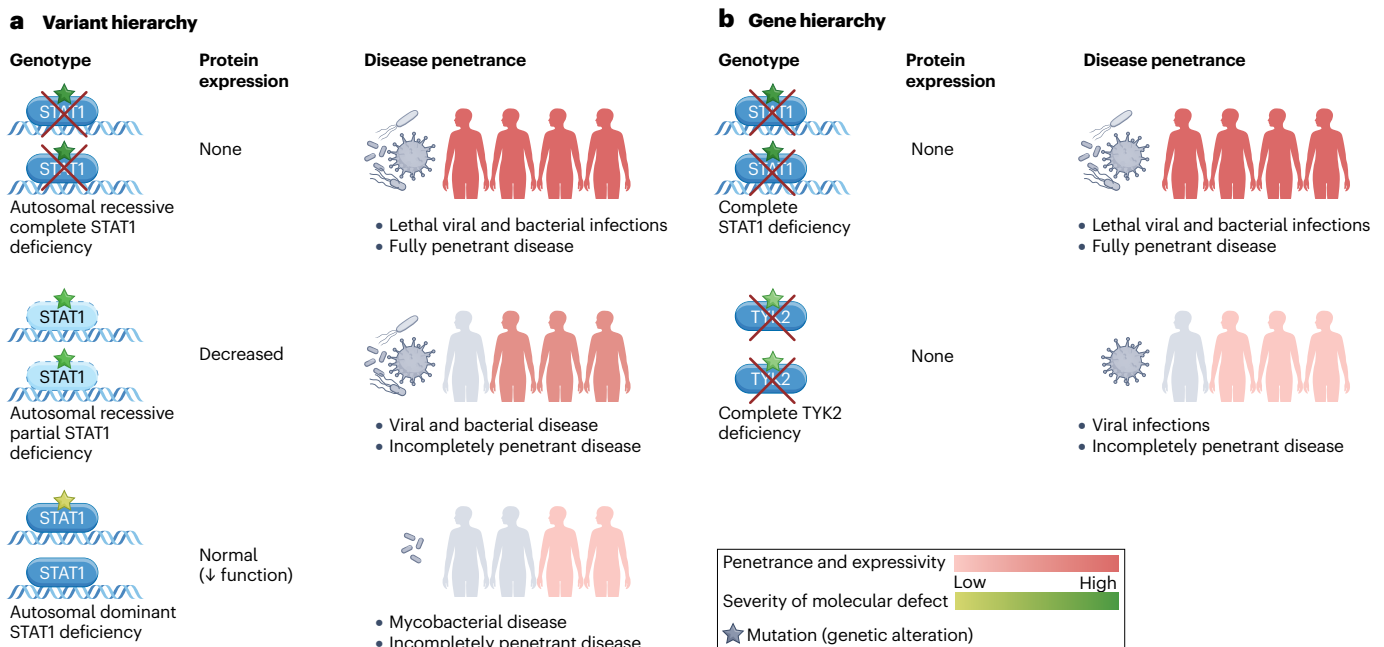 a Variant hierarchy
Genotype
Protein
expression
Disease penetrance
STAT1
STAT1
Autosomal recessive
complete STAT1
deficiency
None
• Lethal viral and bacterial infections
• Fully penetrant disease
STAT1
STAT1
Autosomal recessive
partial STAT1
deficiency
Decreased
• Viral and bacterial disease
• Incompletely penetrant disease
STAT1
STAT1
Autosomal dominant
STAT1 deficiency
Normal
(↓ function)
• Mycobacterial disease
• Incompletely penetrant disease
b Gene hierarchy
Genotype
Protein
expression
Disease penetrance
STAT1
STAT1
Complete
STAT1 deficiency
None
• Lethal viral and bacterial infections
• Fully penetrant disease
TYK2
TYK2
Complete TYK2
deficiency
None
• Viral infections
• Incompletely penetrant disease
Penetrance and expressivity
Low High
Severity of molecular defect
Mutation (genetic alteration)